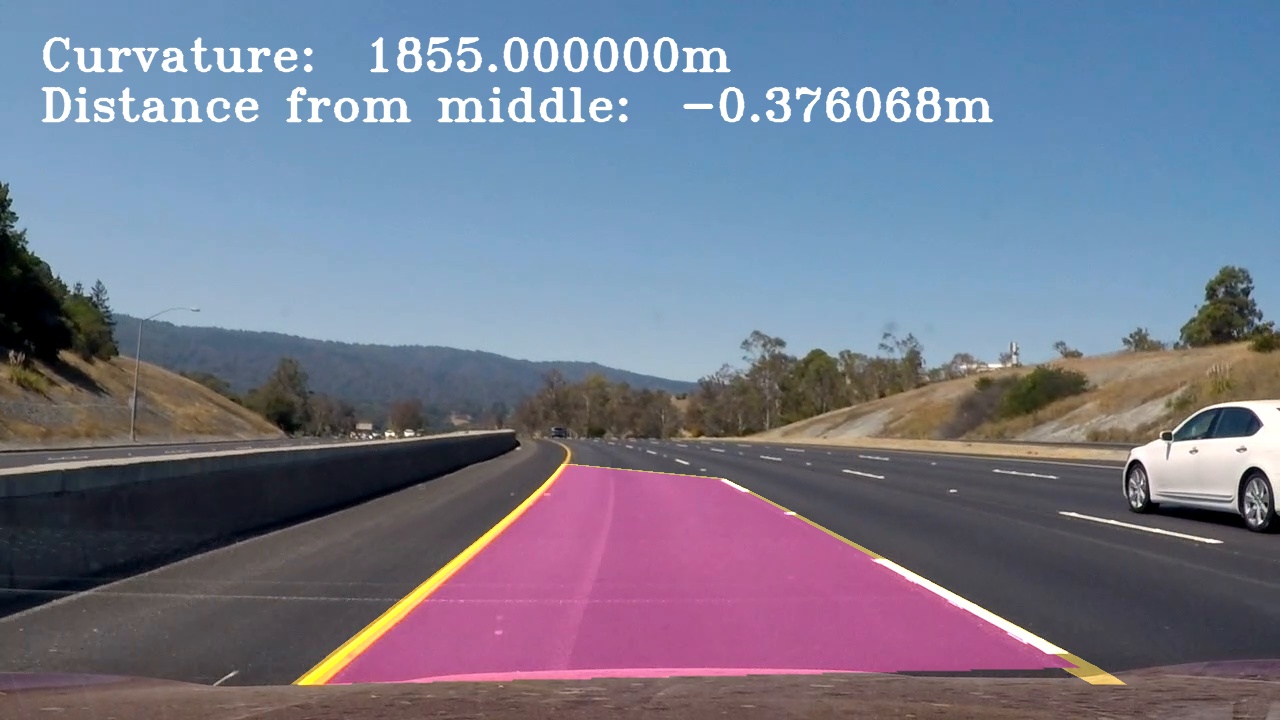 Curvature:  1855.000000m
Distance from middle:  −0.376068m